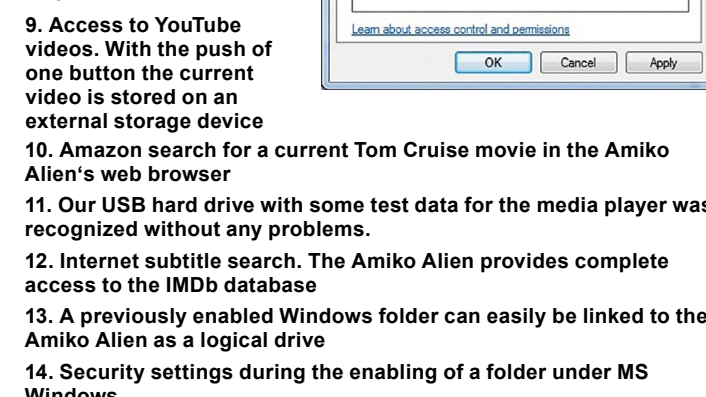 9. Access to YouTube
videos. With the push of
one button the current
video is stored on an
external storage device
Learn about access control and permissions
OK Cancel Apply
10. Amazon search for a current Tom Cruise movie in the Amiko
Alien‘s web browser
11. Our USB hard drive with some test data for the media player was
recognized without any problems.
12. Internet subtitle search. The Amiko Alien provides complete
access to the IMDb database
13. A previously enabled Windows folder can easily be linked to the
Amiko Alien as a logical drive
14. Security settings during the enabling of a folder under MS
Windows